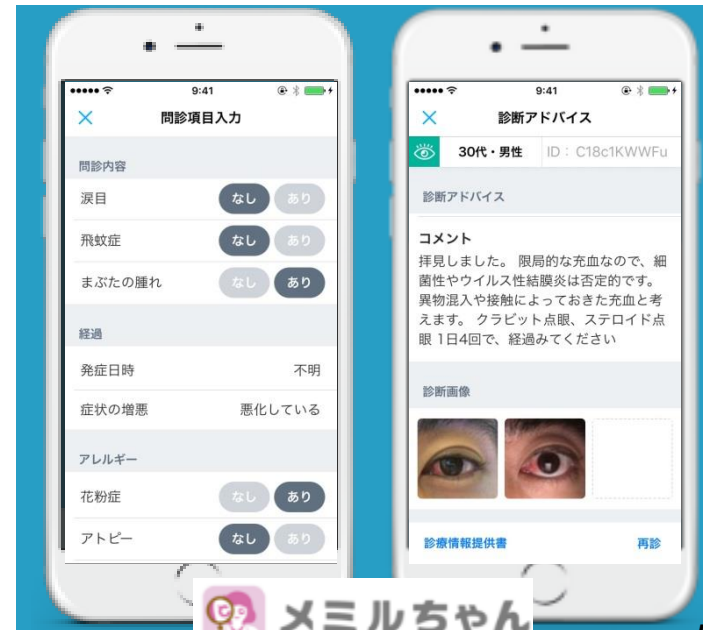 9:41
問診項目入力
問診内容
涙目 なし あり
飛蚊症 なし あり
まぶたの腫れ なし あり
経過
発症日時 不明
症状の増悪 悪化している
アレルギー
花粉症 なし あり
アトピー なし あり
9:41
診断アドバイス
30代・男性 ID：C18c1KWWFu
診断アドバイス
コメント
拝見しました。 限局的な充血なので、細
菌性やウイルス性結膜炎は否定的です。
異物混入や接触によっておきた充血と考
えます。 クラビット点眼、ステロイド点
眼 1日4回で、経過みてください
診断画像
診療情報提供書 再診
メミルちゃん